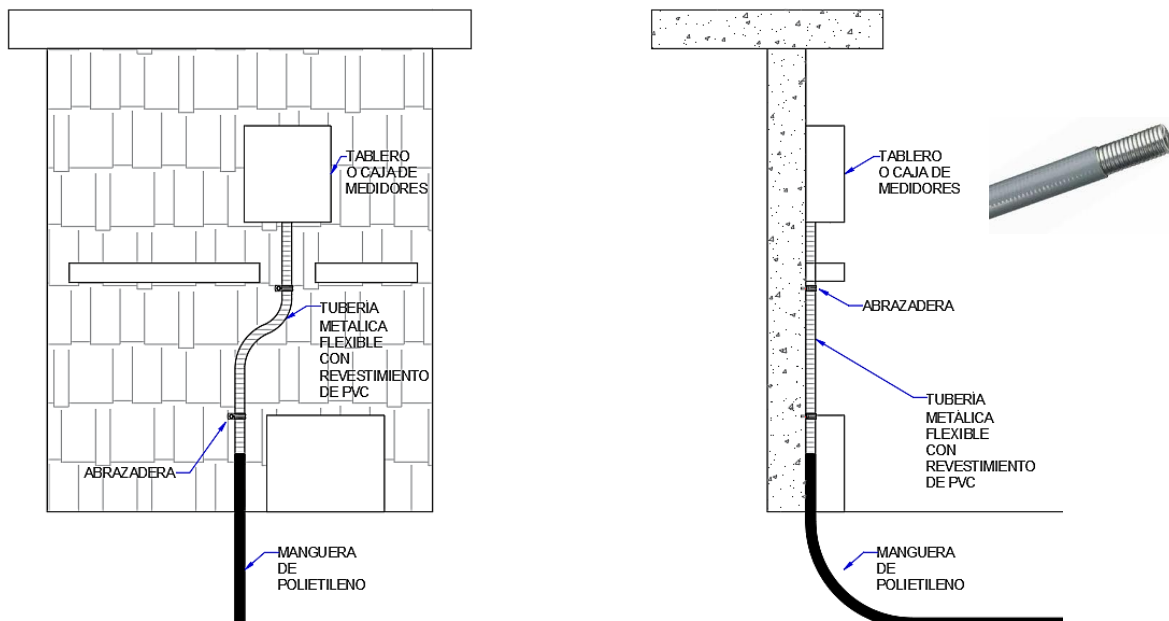 TABLERO
O CAJA DE
MEDIDORES
TUBERÍA
METALICA
FLEXIBLE
CON
REVESTIMIENTO
DE PVC
ABRAZADERA
MANGUERA
DE
POLIETILENO
TABLERO
O CAJA DE
MEDIDORES
ABRAZADERA
TUBERÍA
METÁLICA
FLEXIBLE
CON
REVESTIMIENTO
DE PVC
MANGUERA
DE
POLIETILENO